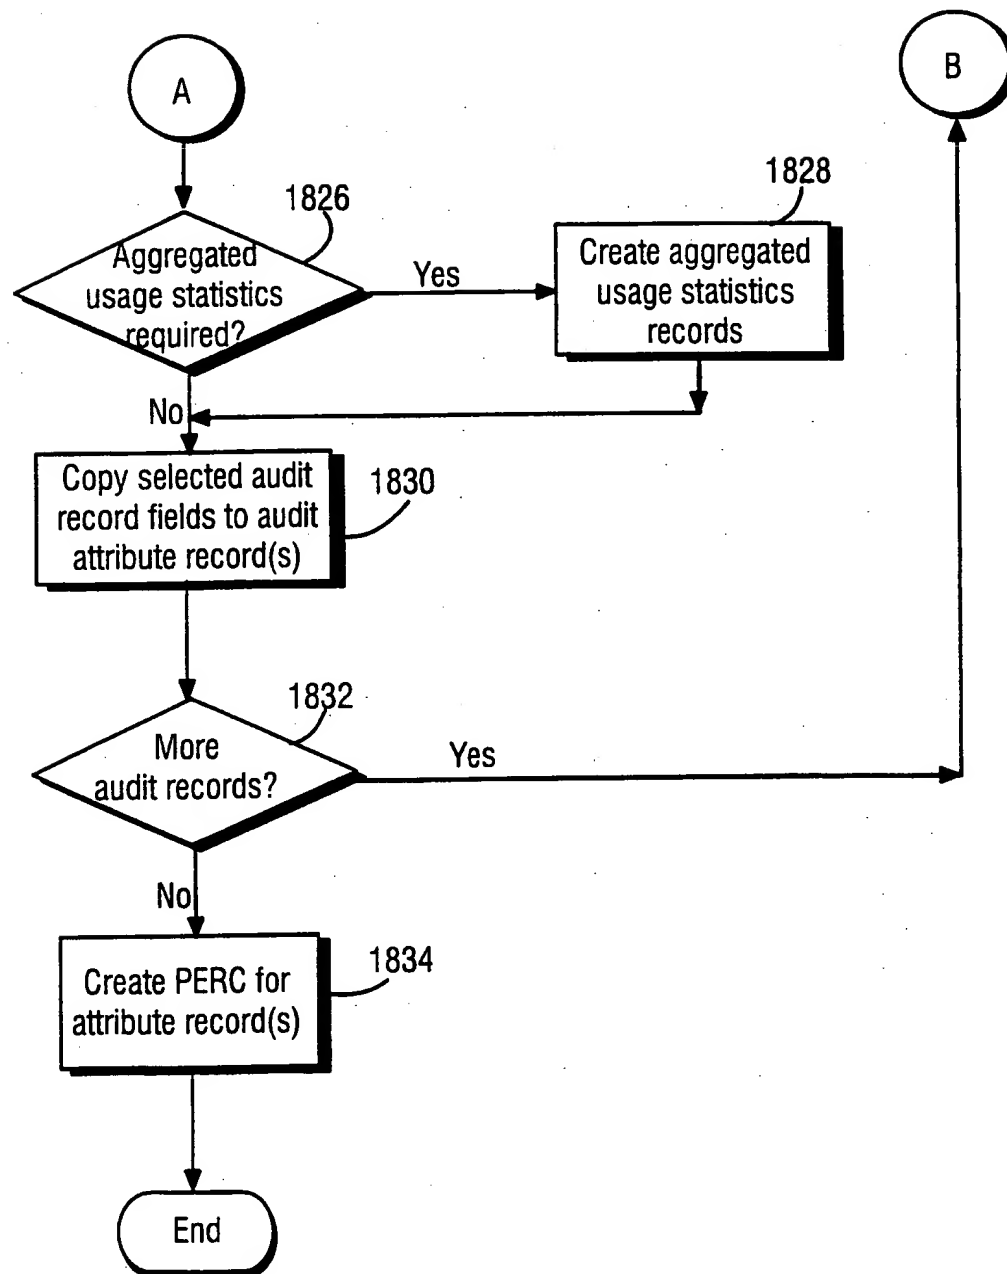 A
B
1826
Aggregated
usage statistics
required?
Yes
1828
Create aggregated
usage statistics
records
No
Copy selected audit
record fields to audit
attribute record(s)
1830
1832
More
audit records?
Yes
No
Create PERC for
attribute record(s)
1834
End